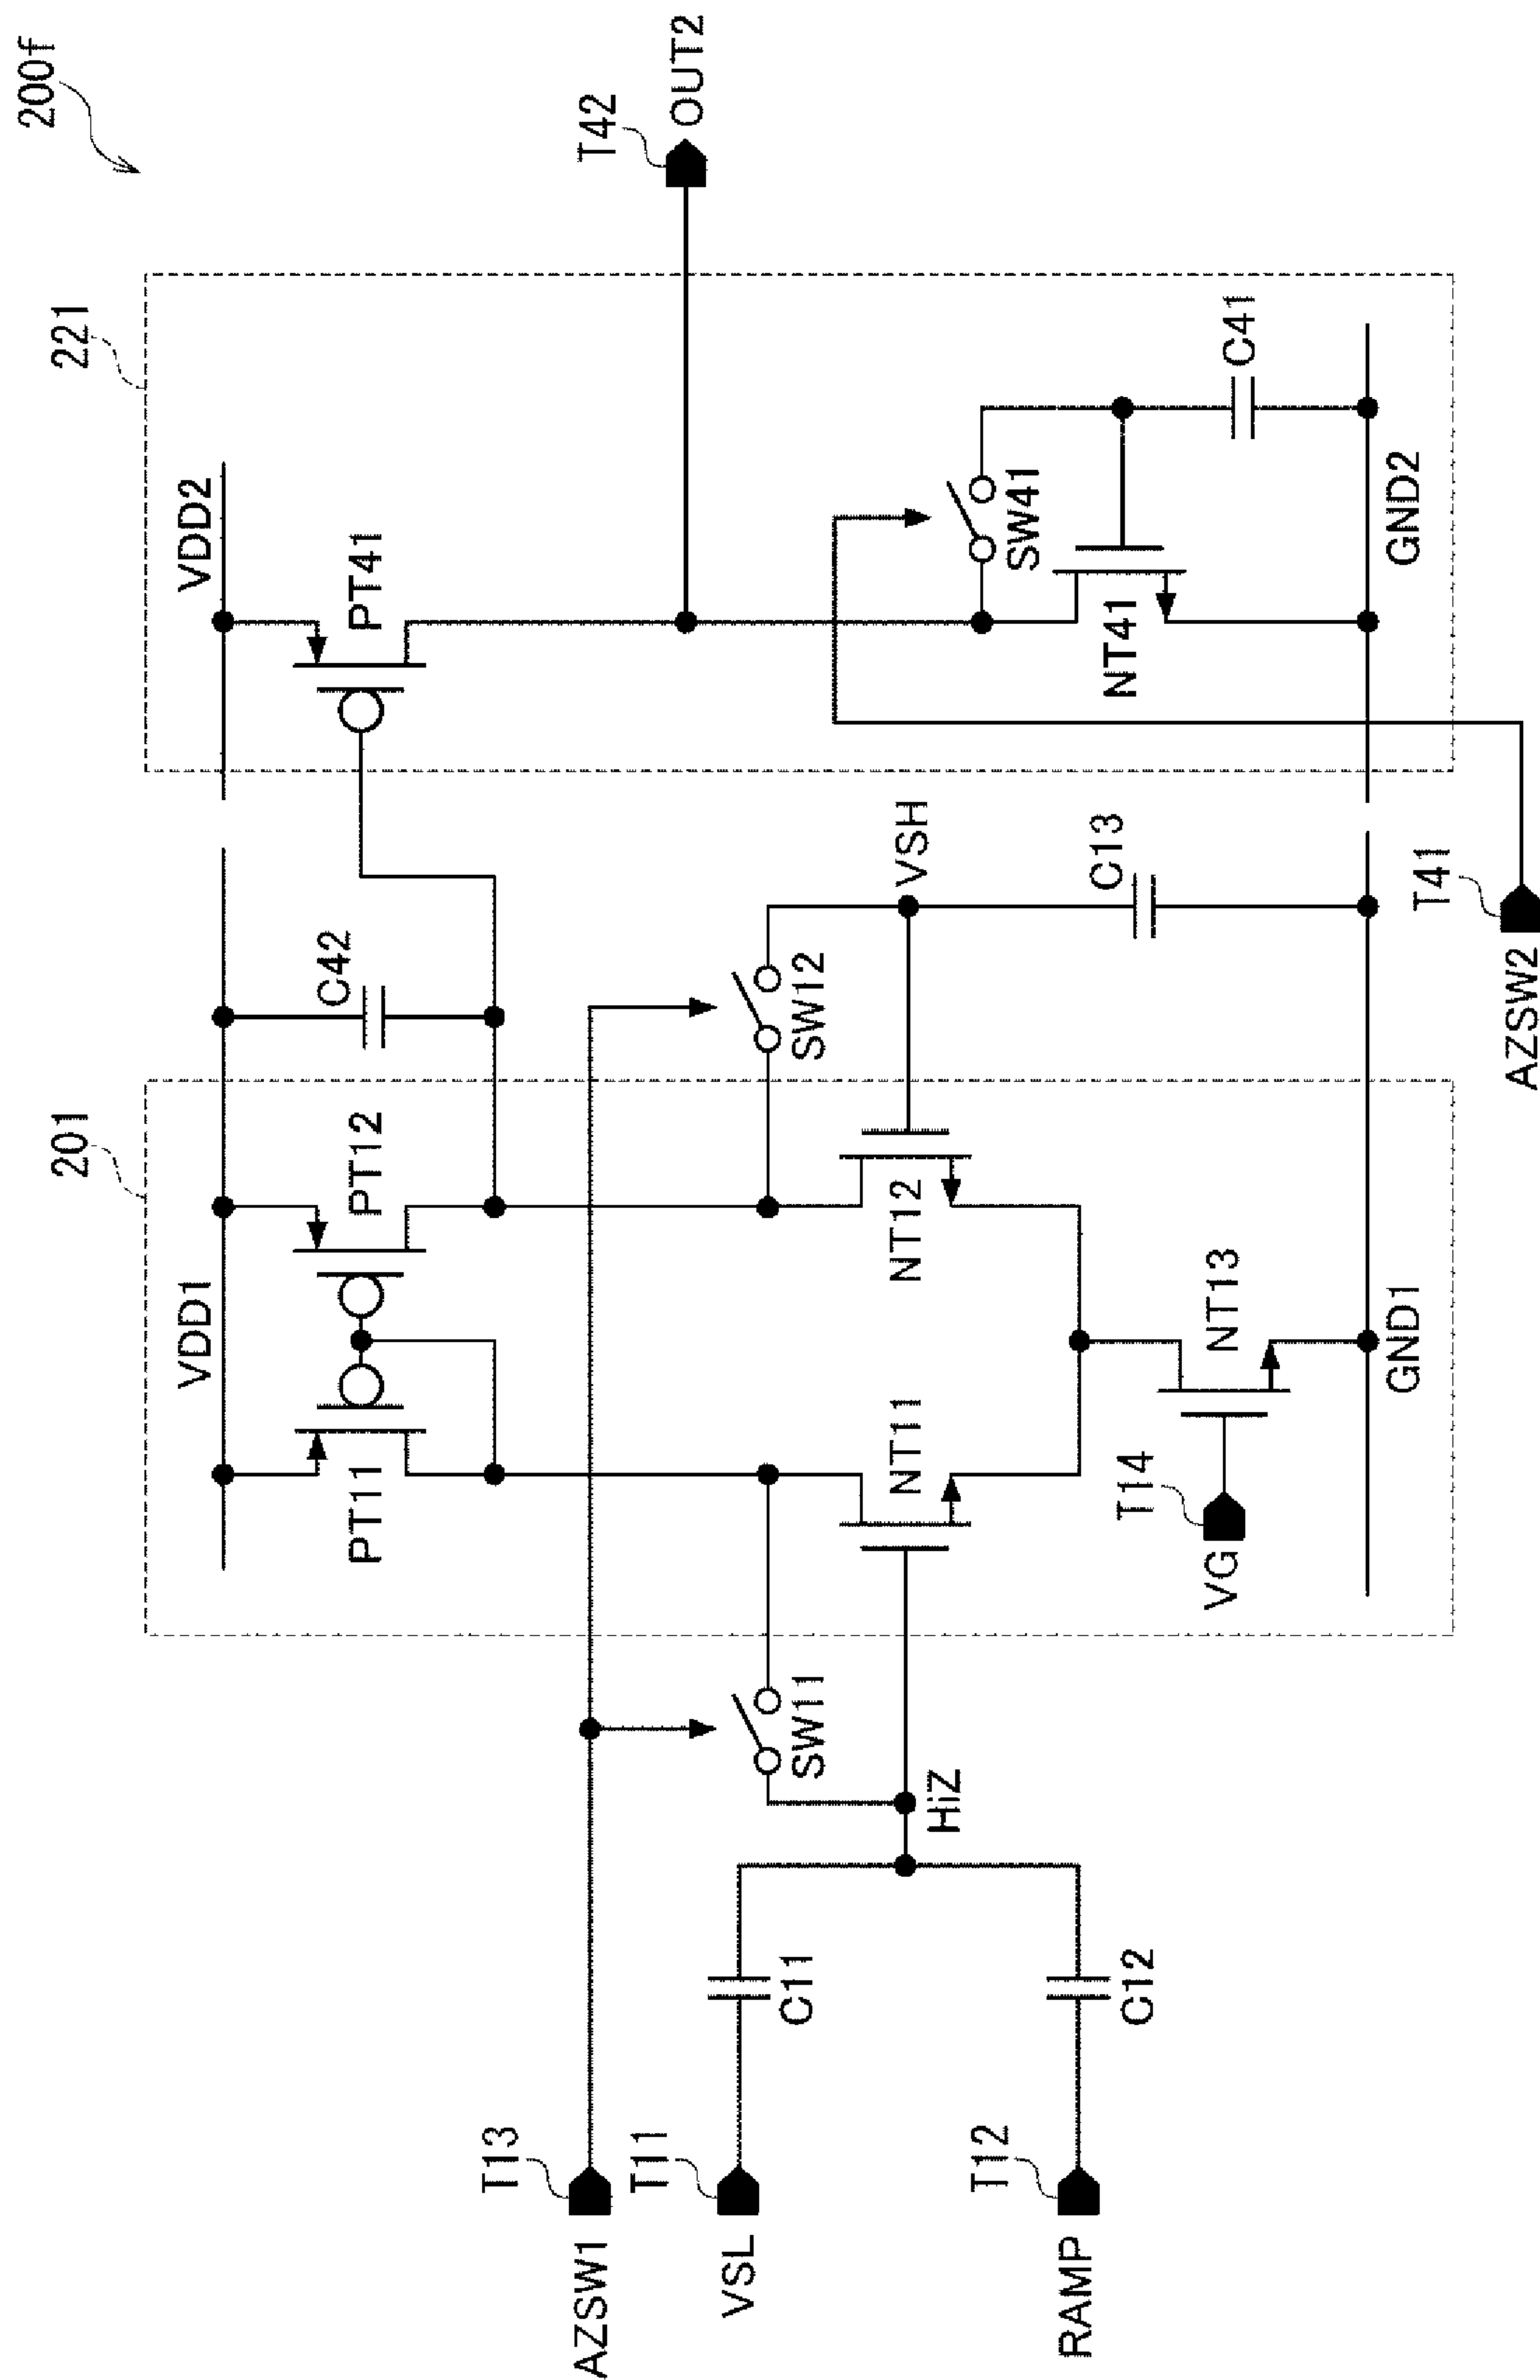 200f
201
221
VDD1
VDD2
PT11
PT12
C42
PT41
T42
OUT2
T13
AZSW1
T11
VSL
C11
SW11
SW12
HiZ
NT11
NT12
VSH
SW41
NT41
C41
T12
RAMP
C12
T14
VG
NT13
C13
GND1
GND2
T41
AZSW2